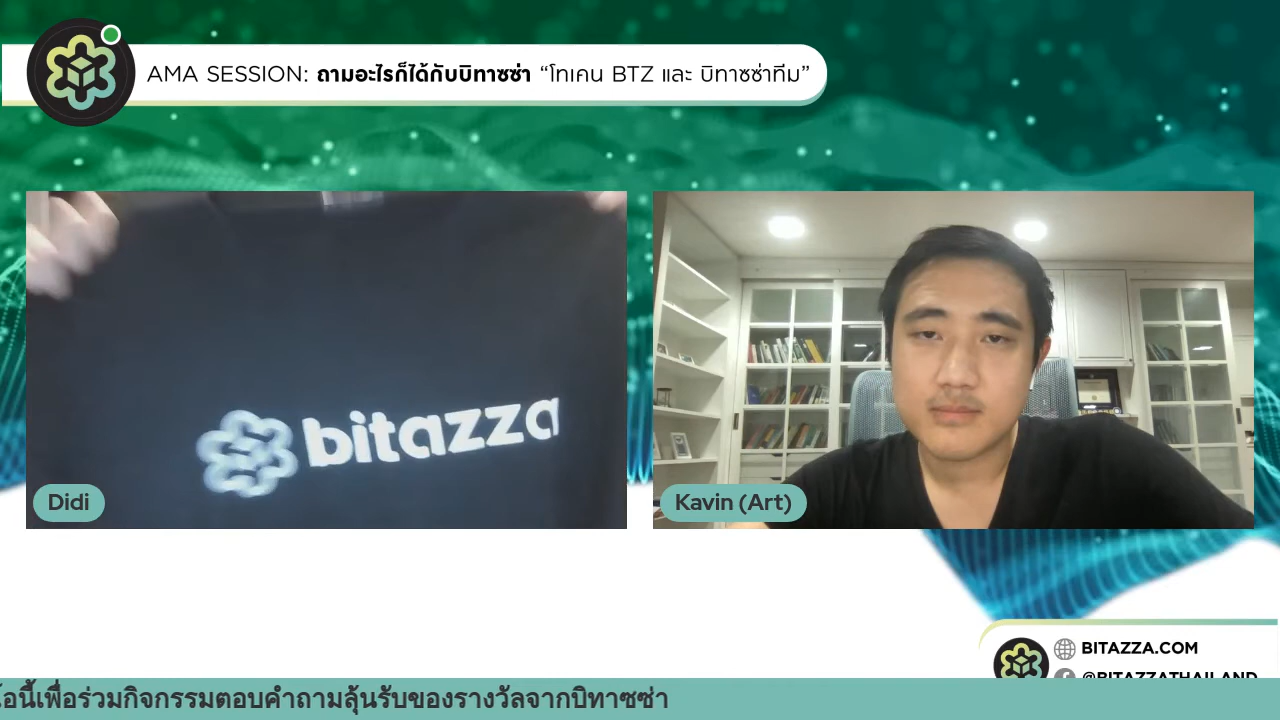 AMA SESSION: ถามอะไรก็ได้กับบิทาซซ่า “โทเคน BTZ และ บิทาซซ่าทีม”
bitazza
Didi
Kavin (Art)
BITAZZA.COM
@BITAZZATHAILAND
นี้เพื่อร่วมกิจกรรมตอบคำถามลุ้นรับของรางวัลจากบิทาซซ่า